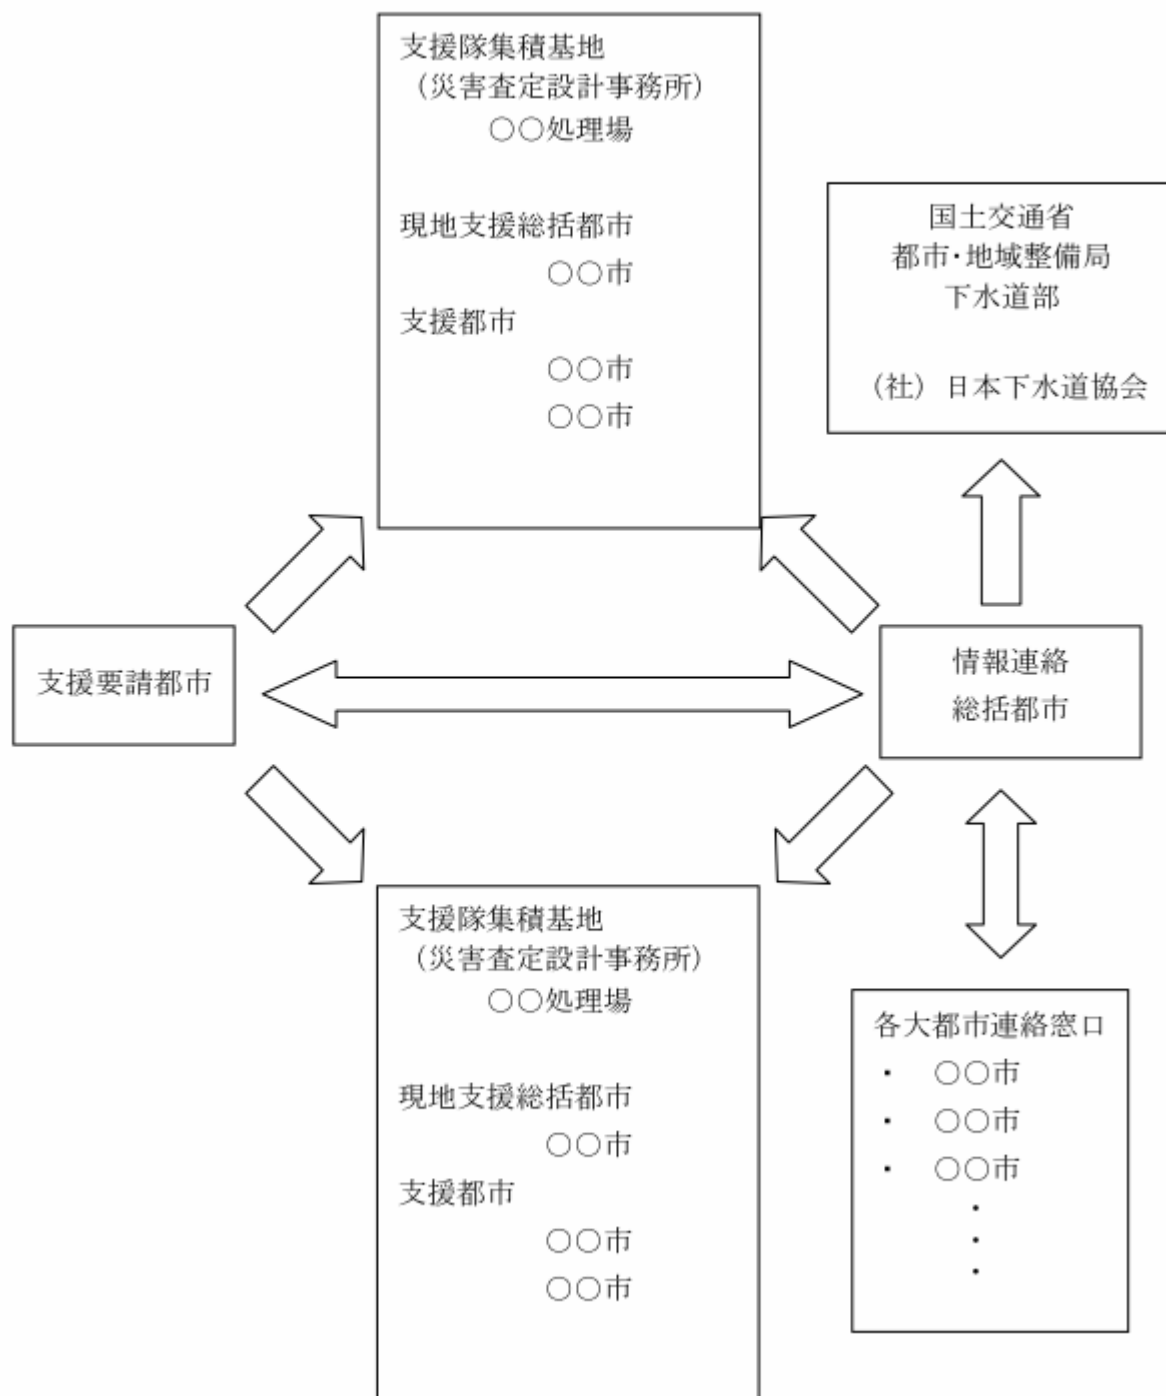 支援隊集積基地
（災害査定設計事務所）
○○処理場
現地支援総括都市
○○市
支援都市
○○市
○○市
国土交通省
都市･地域整備局
下水道部
（社）日本下水道協会
支援要請都市
情報連絡
総括都市
支援隊集積基地
（災害査定設計事務所）
○○処理場
現地支援総括都市
○○市
支援都市
○○市
○○市
各大都市連絡窓口
・ ○○市
・ ○○市
・ ○○市
・
・
・